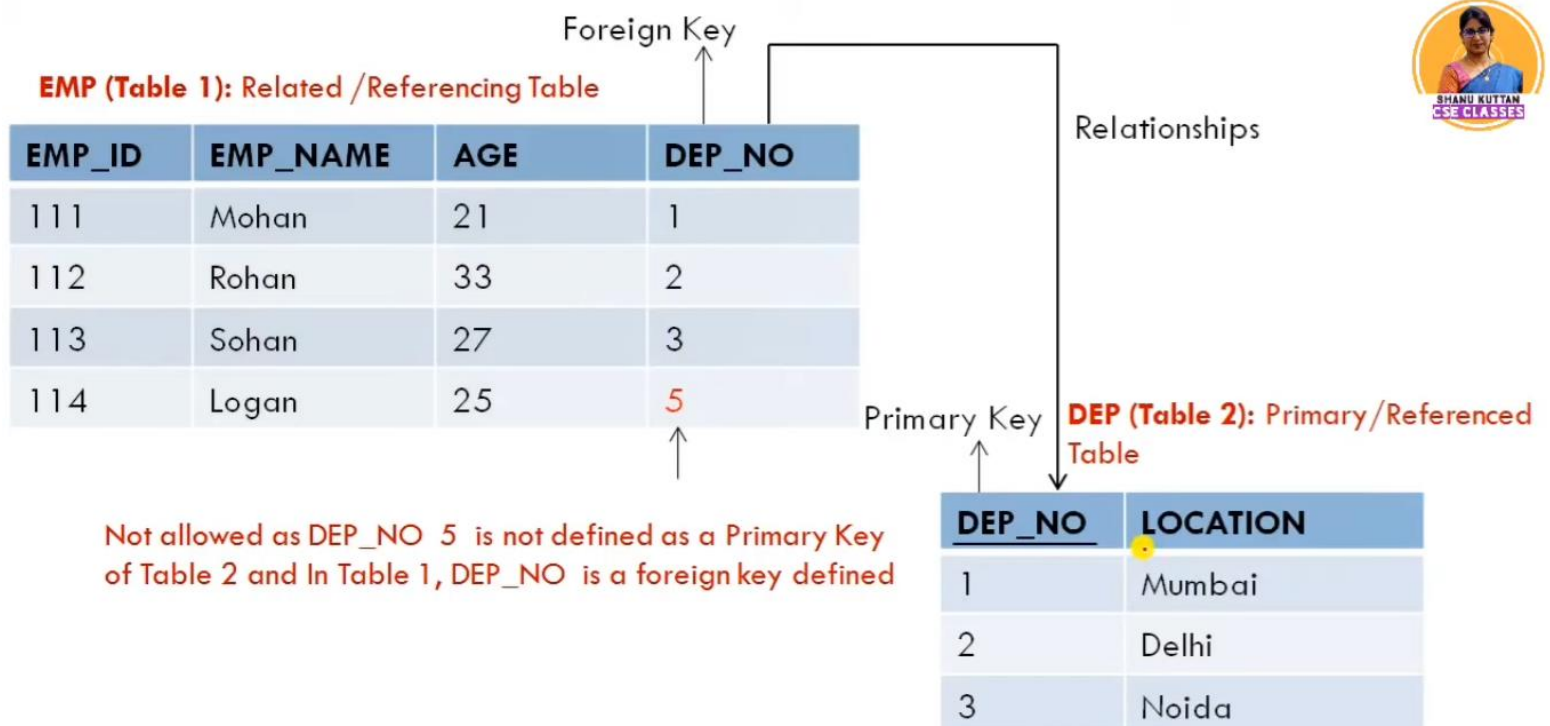 Foreign Key
EMP (Table 1): Related /Referencing Table
SHANU KUTTAN
CSE CLASSES
Relationships
EMP_ID EMP_NAME AGE DEP_NO
111 Mohan 21 1
112 Rohan 33 2
113 Sohan 27 3
114 Logan 25 5
Primary Key
DEP (Table 2): Primary/Referenced
Table
Not allowed as DEP_NO 5 is not defined as a Primary Key
of Table 2 and In Table 1, DEP_NO is a foreign key defined
DEP_NO LOCATION
1 Mumbai
2 Delhi
3 Noida